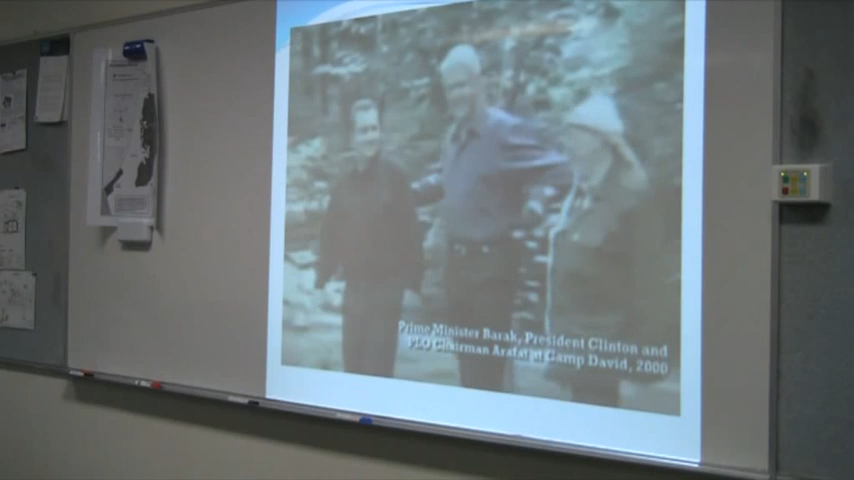 Prime Minister Barak, President Clinton and
PLO Chairman Arafat at Camp David, 2000